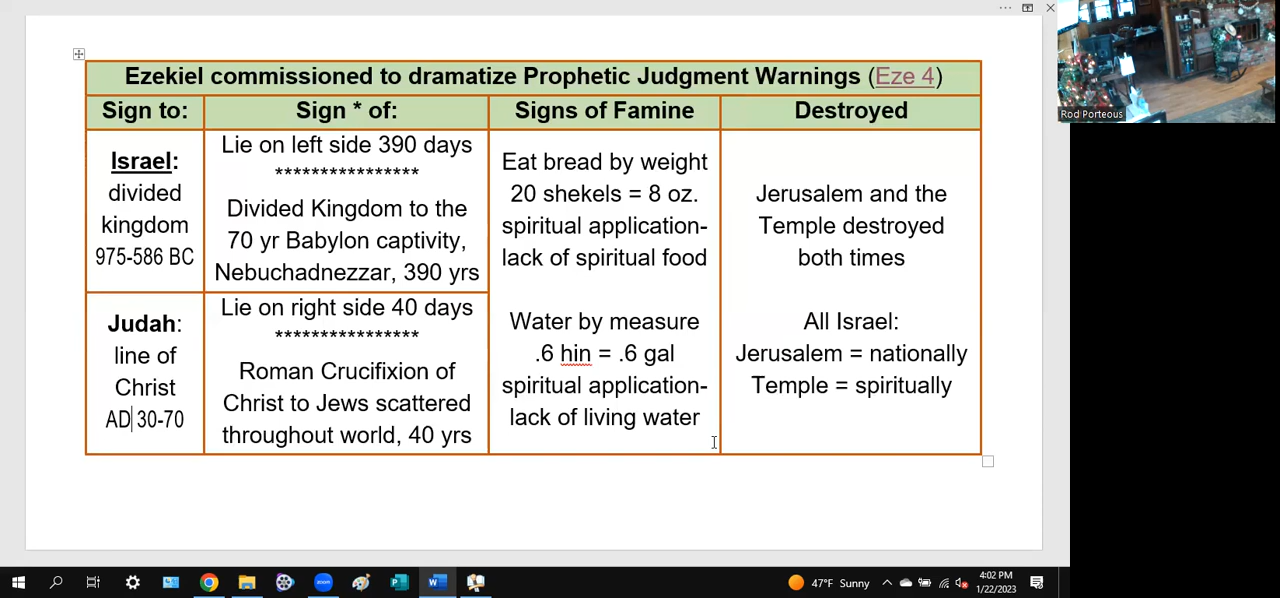 Ezekiel commissioned to dramatize Prophetic Judgment Warnings (Eze 4)
Sign to:
Sign * of:
Signs of Famine
Destroyed
Israel:
divided
kingdom
975-586 BC
Lie on left side 390 days
****************
Divided Kingdom to the
70 yr Babylon captivity,
Nebuchadnezzar, 390 yrs
Eat bread by weight
20 shekels = 8 oz.
spiritual application-
lack of spiritual food
Water by measure
.6 hin = .6 gal
spiritual application-
lack of living water
Jerusalem and the
Temple destroyed
both times
All Israel:
Jerusalem = nationally
Temple = spiritually
Judah:
line of
Christ
AD 30-70
Lie on right side 40 days
****************
Roman Crucifixion of
Christ to Jews scattered
throughout world, 40 yrs
Rod Porteous
zoom
47°F Sunny
4:02 PM
1/22/2023